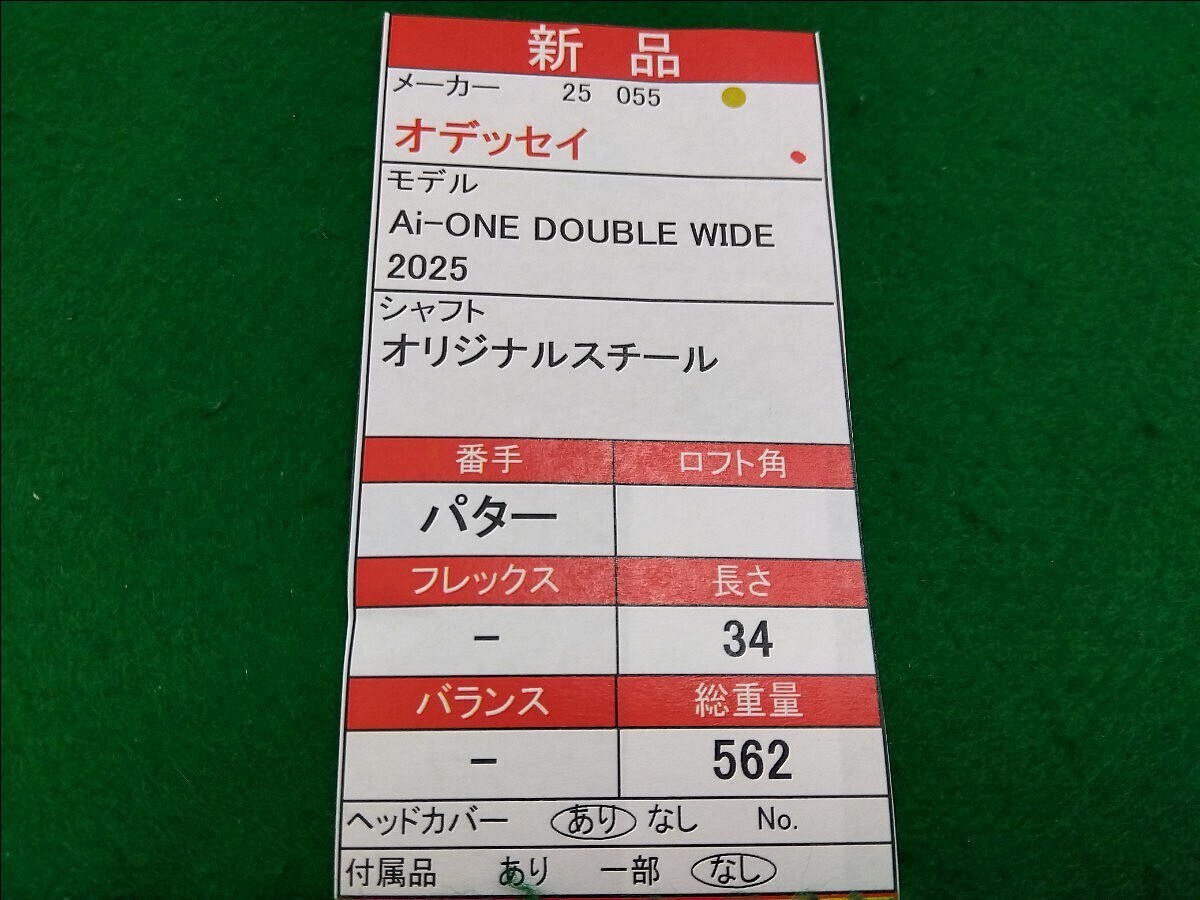 新 品
メーカー 25 055
オデッセイ
モデル
Ai-ONE DOUBLE WIDE
2025
シャフト
オリジナルスチール
番手 ロフト角
パター
フレックス 長さ
- 34
バランス 総重量
- 562
ヘッドカバー あり なし No.
付属品 あり 一部 なし